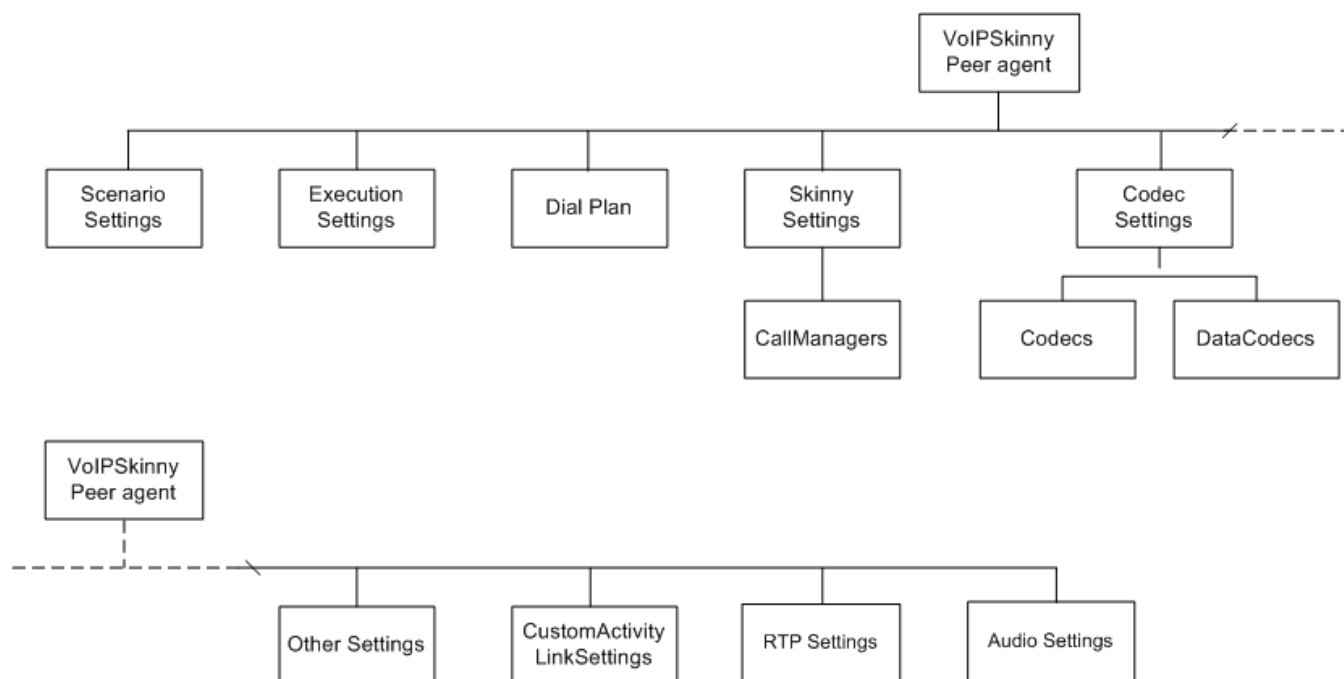 VoIPSkinny
Peer agent
Scenario
Settings
Execution
Settings
Dial Plan
Skinny
Settings
Codec
Settings
CallManagers
Codecs
DataCodecs
VoIPSkinny
Peer agent
Other Settings
CustomActivity
LinkSettings
RTP Settings
Audio Settings